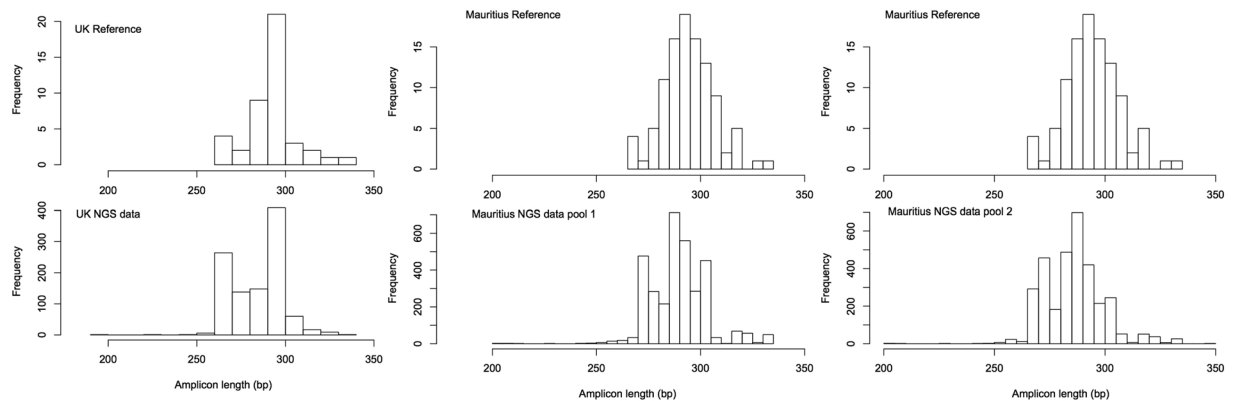 UK Reference
Frequency
0 5 10 15 20
200 250 300 350
Mauritius Reference
Frequency
0 5 10 15
200 250 300 350
Mauritius Reference
Frequency
0 5 10 15
200 250 300 350
UK NGS data
Frequency
0 100 200 300 400
200 250 300 350
Amplicon length (bp)
Mauritius NGS data pool 1
Frequency
0 200 400 600
200 250 300 350
Amplicon length (bp)
Mauritius NGS data pool 2
Frequency
0 200 400 600
200 250 300 350
Amplicon length (bp)